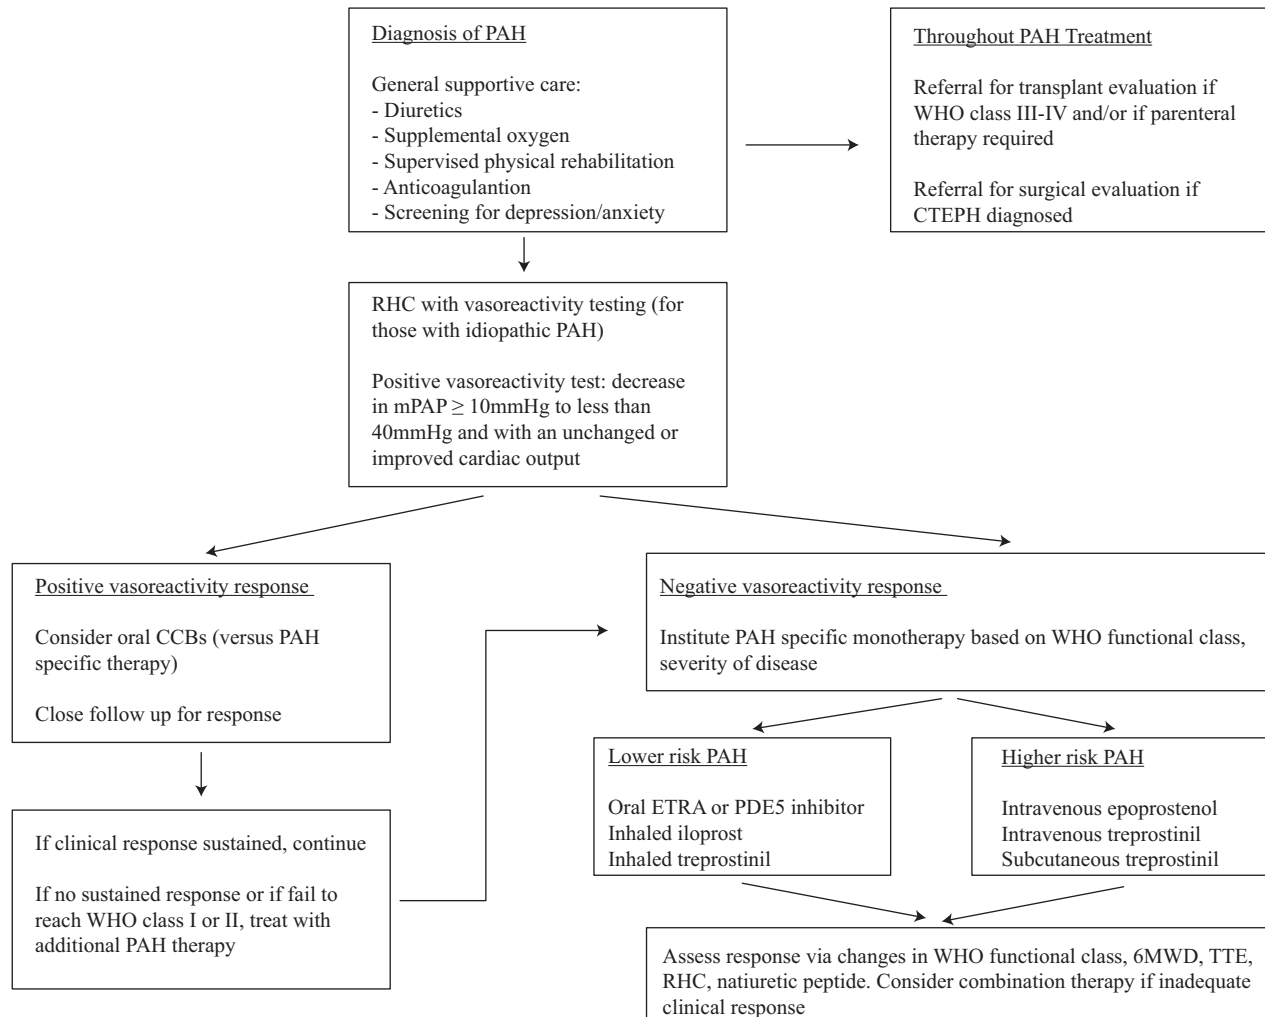 Diagnosis of PAH
General supportive care:
- Diuretics
- Supplemental oxygen
- Supervised physical rehabilitation
- Anticoagulantion
- Screening for depression/anxiety
Throughout PAH Treatment
Referral for transplant evaluation if
WHO class III-IV and/or if parenteral
therapy required
Referral for surgical evaluation if
CTEPH diagnosed
RHC with vasoreactivity testing (for
those with idiopathic PAH)
Positive vasoreactivity test: decrease
in mPAP ≥ 10mmHg to less than
40mmHg and with an unchanged or
improved cardiac output
Positive vasoreactivity response
Consider oral CCBs (versus PAH
specific therapy)
Close follow up for response
Negative vasoreactivity response
Institute PAH specific monotherapy based on WHO functional class,
severity of disease
If clinical response sustained, continue
If no sustained response or if fail to
reach WHO class I or II, treat with
additional PAH therapy
Lower risk PAH
Oral ETRA or PDE5 inhibitor
Inhaled iloprost
Inhaled treprostinil
Higher risk PAH
Intravenous epoprostenol
Intravenous treprostinil
Subcutaneous treprostinil
Assess response via changes in WHO functional class, 6MWD, TTE,
RHC, natiuretic peptide. Consider combination therapy if inadequate
clinical response